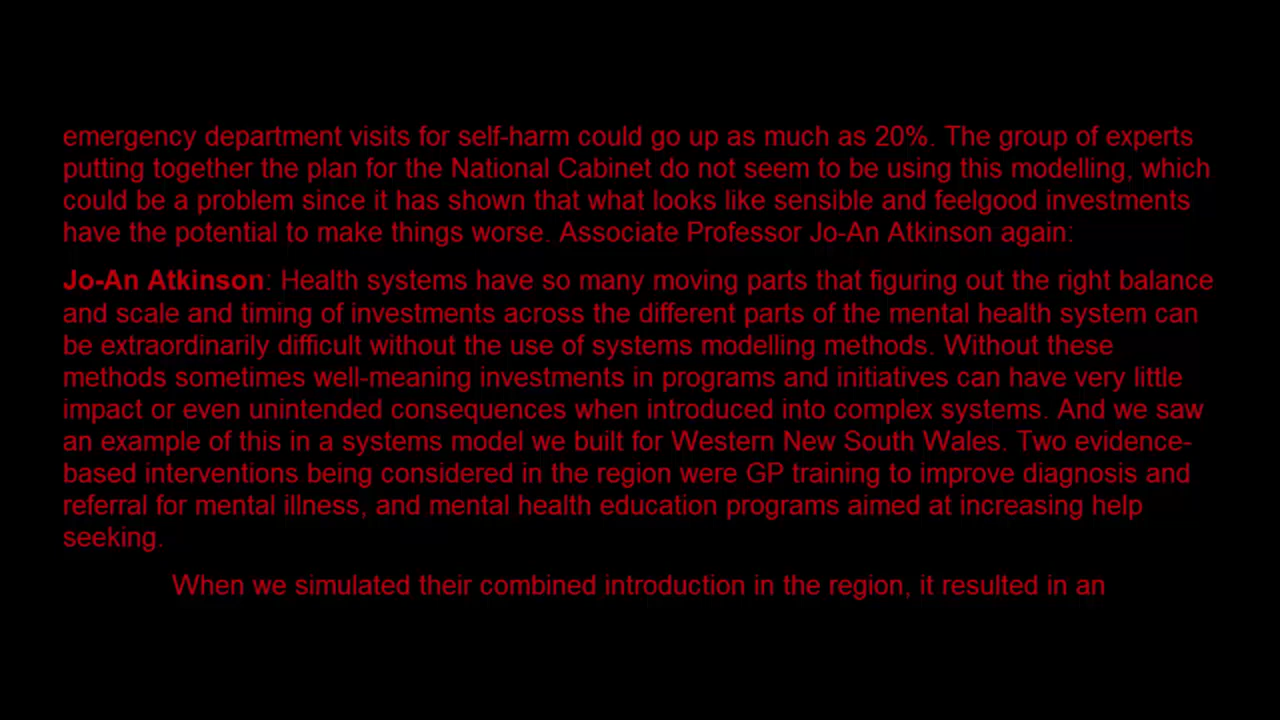 emergency department visits for self-harm could go up as much as 20%. The group of experts
putting together the plan for the National Cabinet do not seem to be using this modelling, which
could be a problem since it has shown that what looks like sensible and feelgood investments
have the potential to make things worse. Associate Professor Jo-An Atkinson again:
Jo-An Atkinson: Health systems have so many moving parts that figuring out the right balance
and scale and timing of investments across the different parts of the mental health system can
be extraordinarily difficult without the use of systems modelling methods. Without these
methods sometimes well-meaning investments in programs and initiatives can have very little
impact or even unintended consequences when introduced into complex systems. And we saw
an example of this in a systems model we built for Western New South Wales. Two evidence-
based interventions being considered in the region were GP training to improve diagnosis and
referral for mental illness, and mental health education programs aimed at increasing help
seeking.
When we simulated their combined introduction in the region, it resulted in an